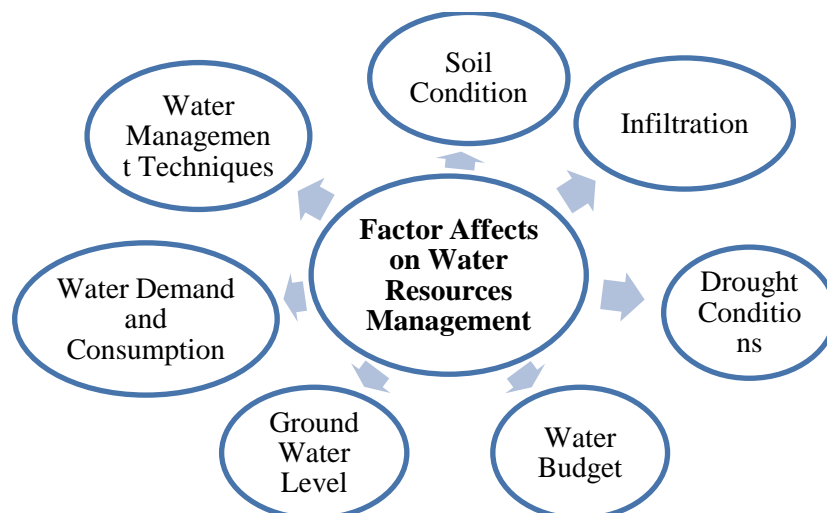 Soil
Condition
Infiltration
Drought
Conditio
ns
Water
Budget
Ground
Water
Level
Water Demand
and
Consumption
Water
Managemen
t Techniques
Factor Affects
on Water
Resources
Management